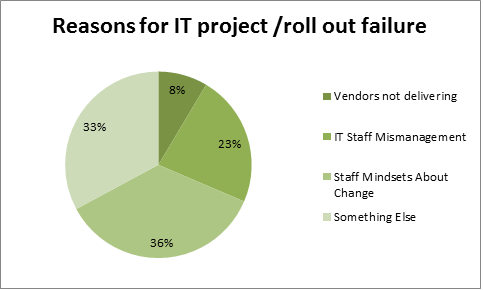 Reasons for IT project /roll out failure
8%
23%
36%
33%
Vendors not delivering
IT Staff Mismanagement
Staff Mindsets About
Change
Something Else